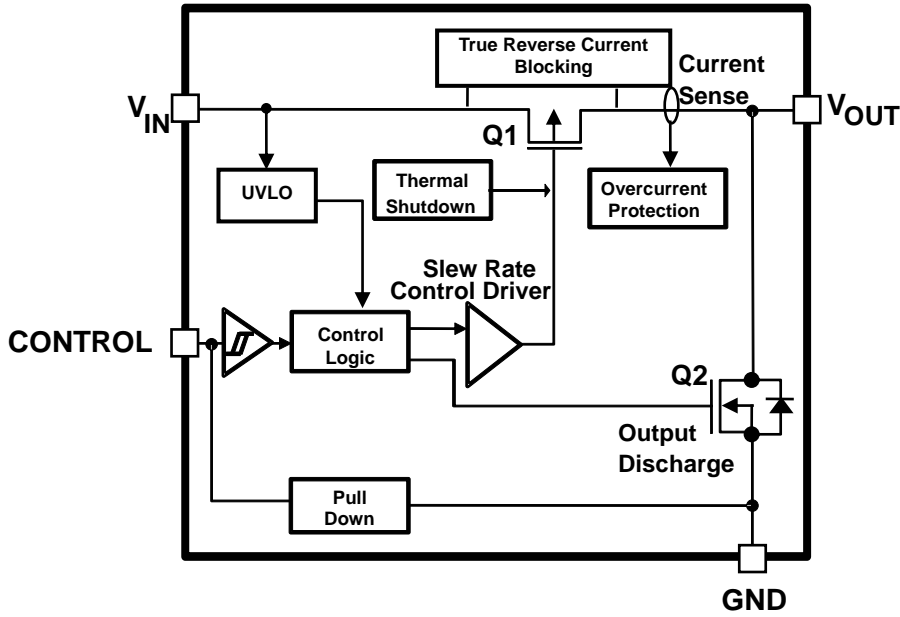 True Reverse Current
Blocking
Current
Sense
VIN
VOUT
Q1
UVLO
Thermal
Shutdown
Overcurrent
Protection
Slew Rate
Control Driver
CONTROL
Control
Logic
Q2
Output
Discharge
Pull
Down
GND